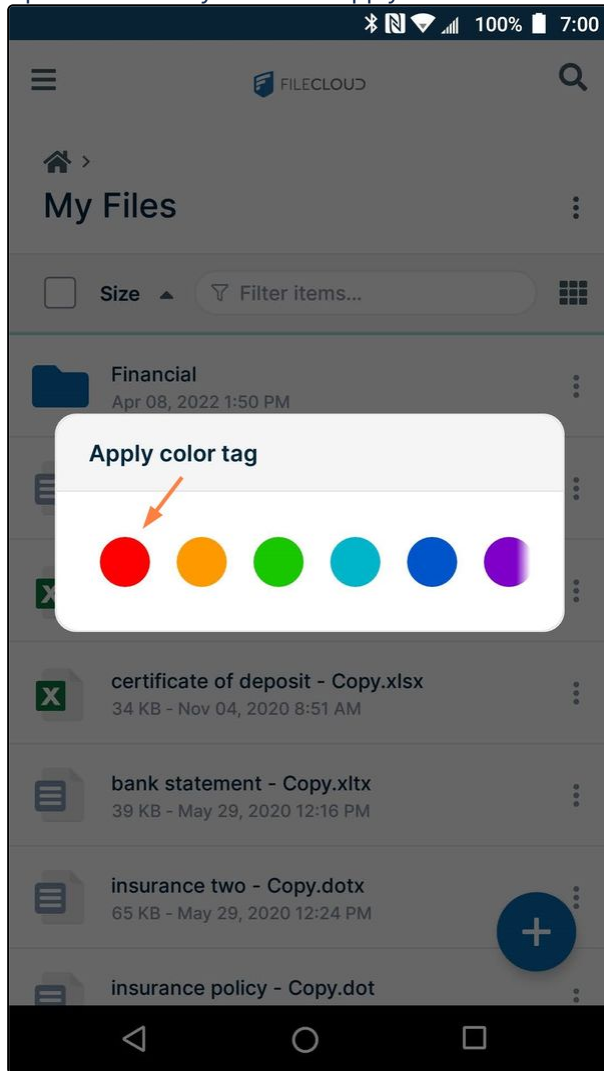 100% 7:00
FILECLOUD
My Files
Size Filter items...
Financial
Apr 08, 2022 1:50 PM
Apply color tag
certificate of deposit - Copy.xlsx
34 KB - Nov 04, 2020 8:51 AM
bank statement - Copy.xltx
39 KB - May 29, 2020 12:16 PM
insurance two - Copy.dotx
65 KB - May 29, 2020 12:24 PM
insurance policy - Copy.dot